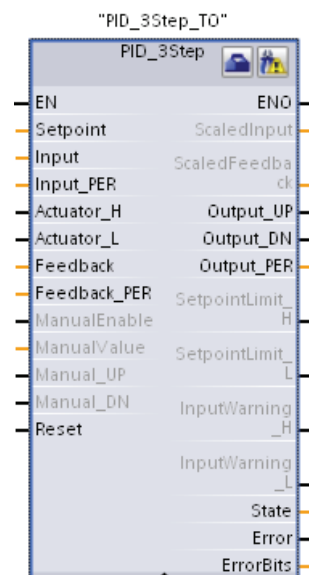 "PID_3Step_TO"
PID_3Step
EN ENO
Setpoint ScaledInput
Input ScaledFeedba
ck
Input_PER
Actuator_H Output_UP
Actuator_L Output_DN
Feedback Output_PER
Feedback_PER SetpointLimit_
H
ManualEnable
ManualValue SetpointLimit_
L
Manual_UP
Manual_DN InputWarning
_H
Reset
InputWarning
_L
State
Error
ErrorBits